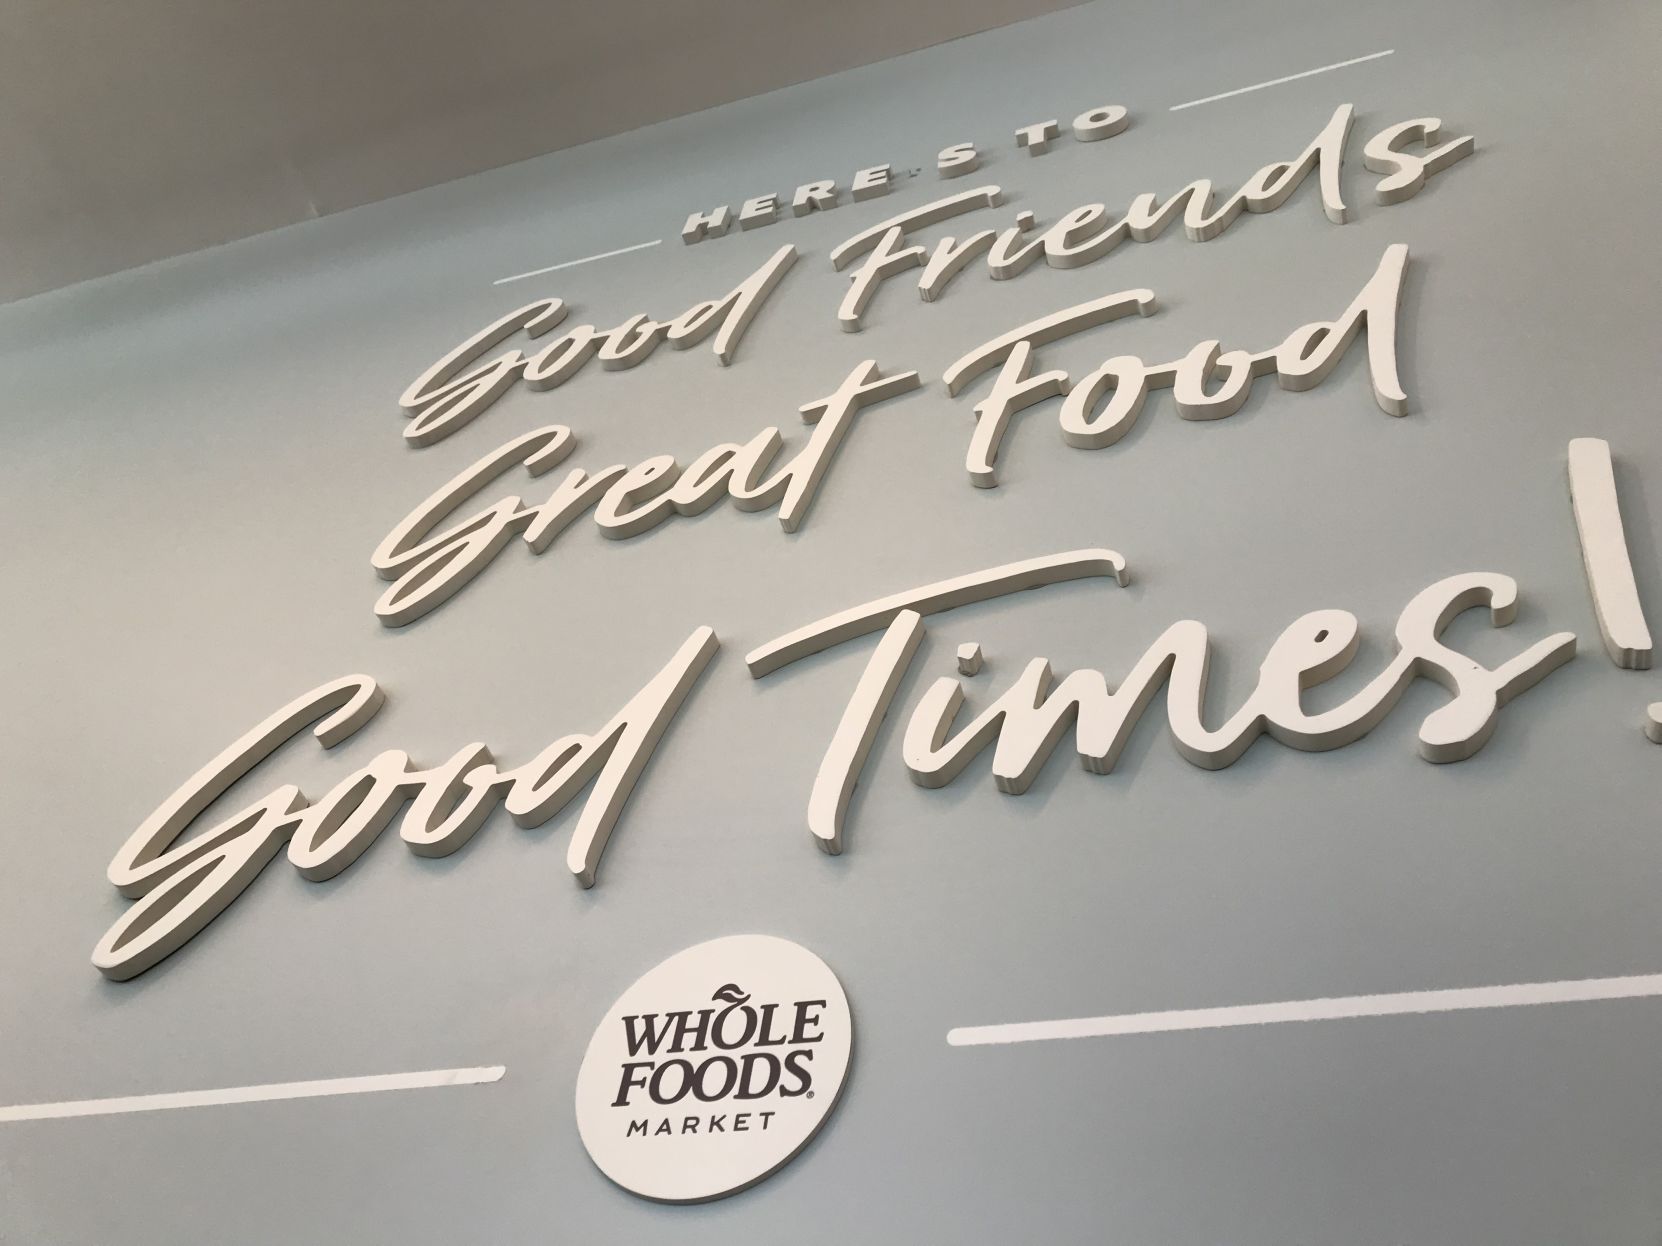 HERE'S TO
Good Friends
Great Food
Good Times!
WHOLE
FOODS®
MARKET